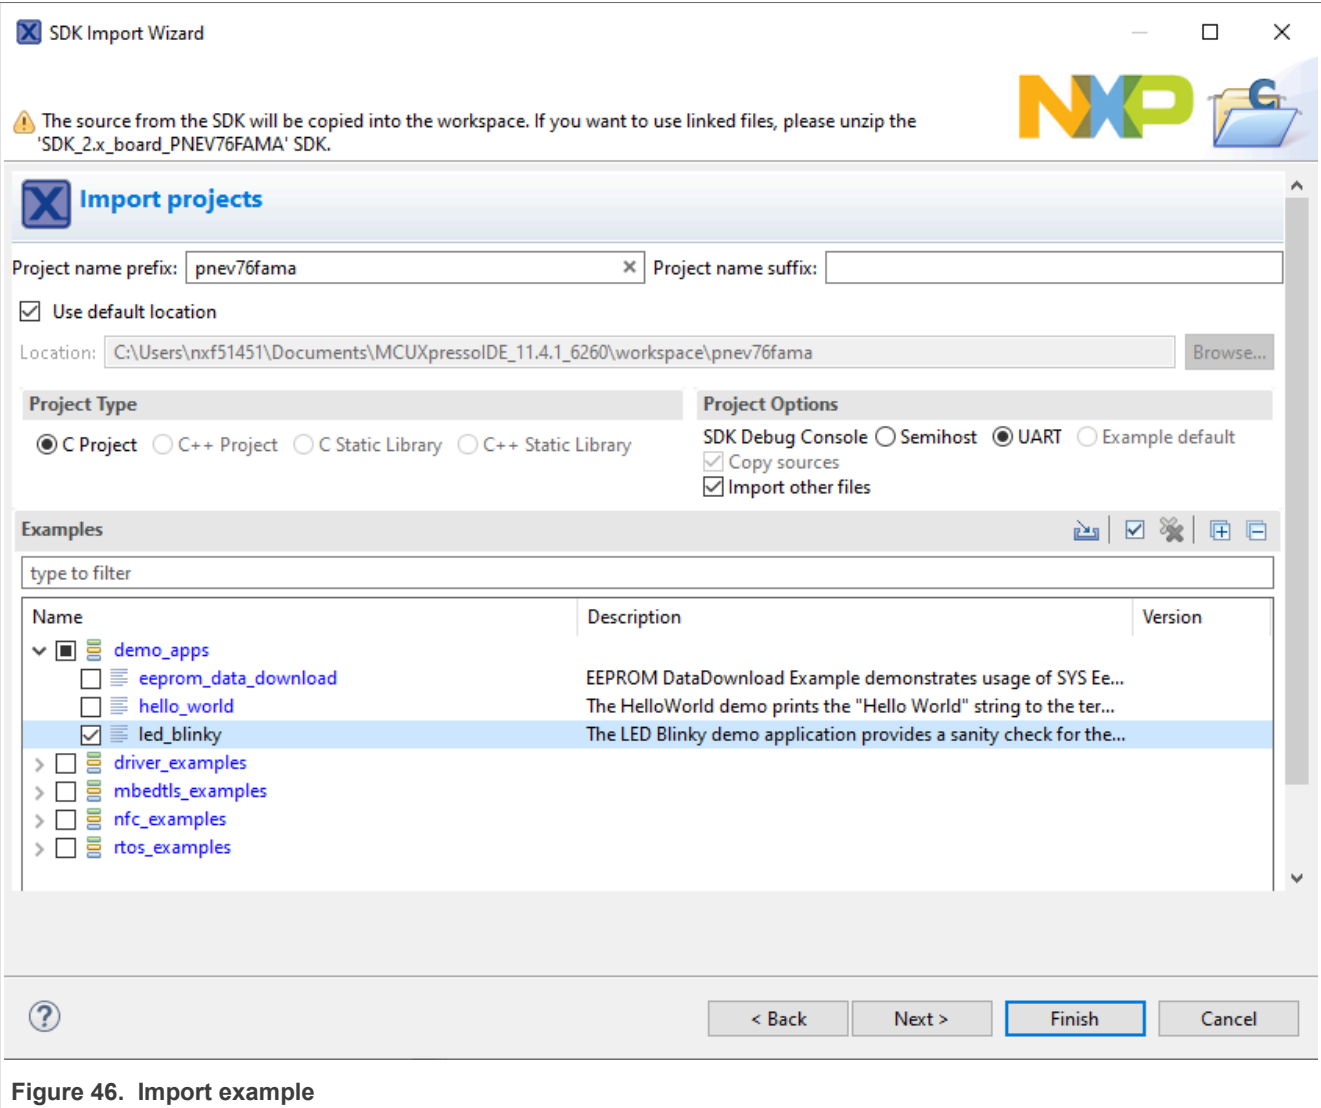 SDK Import Wizard
The source from the SDK will be copied into the workspace. If you want to use linked files, please unzip the
'SDK_2.x_board_PNEV76FAMA' SDK.
NXP
C
X Import projects
Project name prefix: pnev76fama Project name suffix:
Use default location
Location: C:\Users\nxf51451\Documents\MCUXpressoIDE_11.4.1_6260\workspace\pnev76fama Browse...
Project Type Project Options
C Project C++ Project C Static Library C++ Static Library SDK Debug Console Semihost UART Example default
Copy sources
Import other files
Examples
type to filter
Name Description Version
demo_apps
eeprom_data_download EEPROM DataDownload Example demonstrates usage of SYS Ee...
hello_world The HelloWorld demo prints the "Hello World" string to the ter...
led_blinky The LED Blinky demo application provides a sanity check for the...
driver_examples
mbedtls_examples
nfc_examples
rtos_examples
? < Back Next > Finish Cancel
Figure 46. Import example